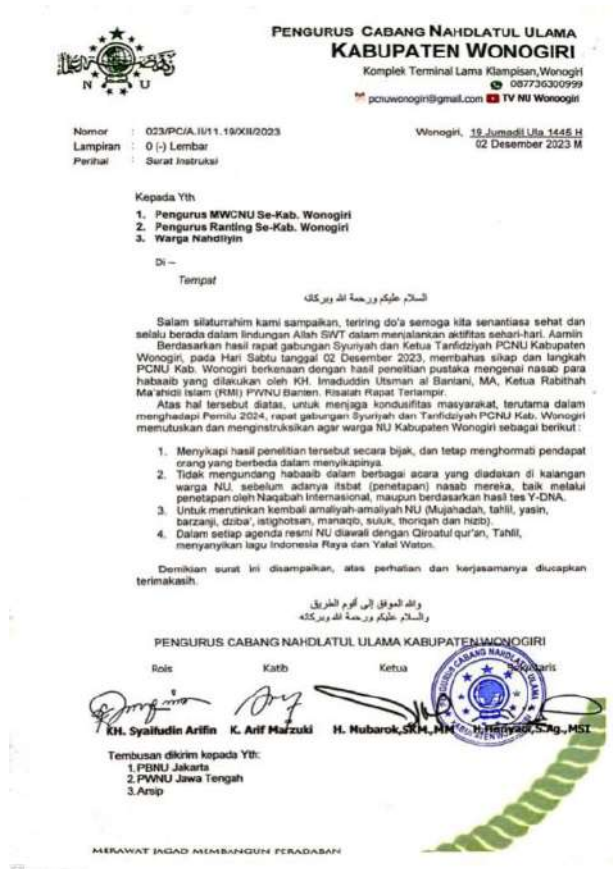 N U
PENGURUS CABANG NAHDLATUL ULAMA
KABUPATEN WONOGIRI
Komplek Terminal Lama Klampisan,Wonogiri
087736300999
pcnuwonogiri@gmail.com TV NU Wonoogiri
Nomor : 023/PC/A.II/11.19/XII/2023
Wonogiri, 19 Jumadil Ula 1445 H
Lampiran : 0 (-) Lembar
02 Desember 2023 M
Perihal : Surat Instruksi
Kepada Yth
1. Pengurus MWCNU Se-Kab. Wonogiri
2. Pengurus Ranting Se-Kab. Wonogiri
3. Warga Nahdliyin
Di –
Tempat
السلام عليكم ورحمة الله وبركاته
Salam silaturrahim kami sampaikan, teriring do'a semoga kita senantiasa sehat dan
selalu berada dalam lindungan Allah SWT dalam menjalankan aktifitas sehari-hari. Aamiin
Berdasarkan hasil rapat gabungan Syuriyah dan Ketua Tanfidziyah PCNU Kabupaten
Wonogiri, pada Hari Sabtu tanggal 02 Desember 2023, membahas sikap dan langkah
PCNU Kab. Wonogiri berkenaan dengan hasil penelitian pustaka mengenai nasab para
habaaib yang dilakukan oleh KH. Imaduddin Utsman al Bantani, MA, Ketua Rabithah
Ma'ahidi Islam (RMI) PWNU Banten. Risalah Rapat Terlampir.
Atas hal tersebut diatas, untuk menjaga kondusifitas masyarakat, terutama dalam
menghadapi Pemilu 2024, rapat gabungan Syuriyah dan Tanfidziyah PCNU Kab. Wonogiri
memutuskan dan menginstruksikan agar warga NU Kabupaten Wonogiri sebagai berikut :
1. Menyikapi hasil penelitian tersebut secara bijak, dan tetap menghormati pendapat
orang yang berbeda dalam menyikapinya.
2. Tidak mengundang habaaib dalam berbagai acara yang diadakan di kalangan
warga NU, sebelum adanya itsbat (penetapan) nasab mereka, baik melalui
penetapan oleh Naqabah Internasional, maupun berdasarkan hasil tes Y-DNA.
3. Untuk merutinkan kembali amaliyah-amaliyah NU (Mujahadah, tahlil, yasin,
barzanji, dziba', istighotsan, manaqib, suluk, thoriqah dan hizib).
4. Dalam setiap agenda resmi NU diawali dengan Qiroatul qur'an, Tahlil,
menyanyikan lagu Indonesia Raya dan Yalal Waton.
Demikian surat ini disampaikan, atas perhatian dan kerjasamanya diucapkan
terimakasih.
والله الموفق إلى أقوم الطريق
والسلام عليكم ورحمة الله وبركاته
PENGURUS CABANG NAHDLATUL ULAMA KABUPATEN WONOGIRI
Rois Katib Ketua Sekretaris
PENGURUS CABANG NAHDLATUL ULAMA
KABUPATEN WONOGIRI
KH. Syaifudin Arifin K. Arif Marzuki H. Mubarok,SKM.,MM H.Heriyadi,S.Ag.,MSI
Tembusan dikirim kepada Yth:
1.PBNU Jakarta
2.PWNU Jawa Tengah
3.Arsip
MERAWAT JAGAD MEMBANGUN PERADABAN